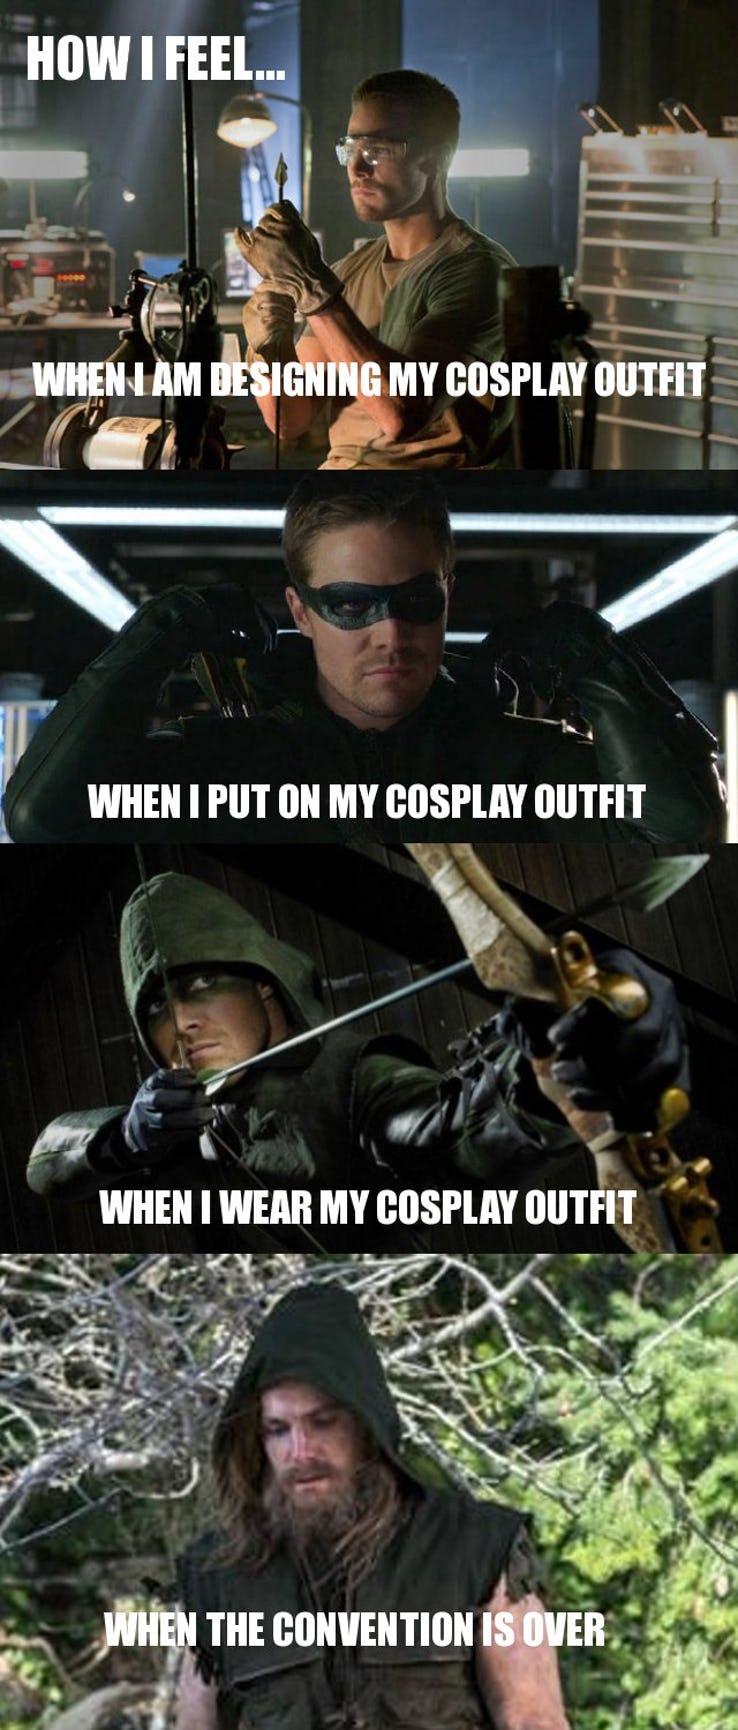 HOW I FEEL...
WHEN I AM DESIGNING MY COSPLAY OUTFIT
WHEN I PUT ON MY COSPLAY OUTFIT
WHEN I WEAR MY COSPLAY OUTFIT
WHEN THE CONVENTION IS OVER